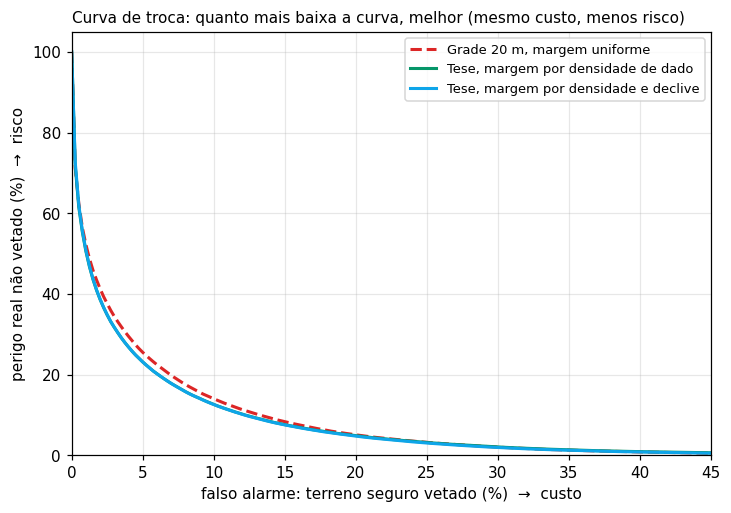 Curva de troca: quanto mais baixa a curva, melhor (mesmo custo, menos risco)
Grade 20 m, margem uniforme
Tese, margem por densidade de dado
Tese, margem por densidade e declive
perigo real não vetado (%) → risco
100
80
60
40
20
0
0 5 10 15 20 25 30 35 40 45
falso alarme: terreno seguro vetado (%) → custo